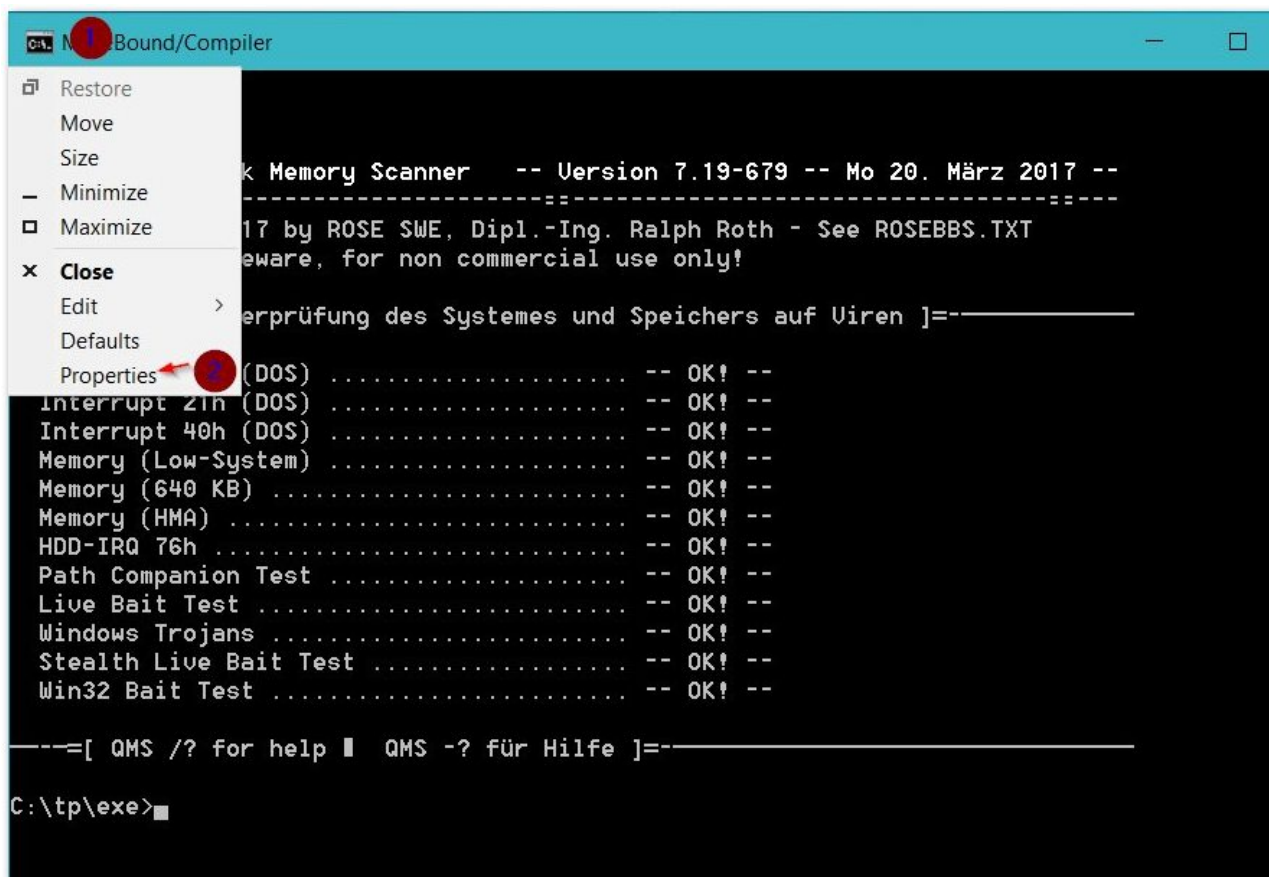 Bound/Compiler
1
Restore
Move
Size
Minimize
Maximize
Close
Edit
Defaults
Properties
2
k Memory Scanner -- Version 7.19-679 -- Mo 20. März 2017 --
---------------------::-----------------------------------::---
17 by ROSE SWE, Dipl.-Ing. Ralph Roth - See ROSEBBS.TXT
eware, for non commercial use only!
erprüfung des Systemes und Speichers auf Viren ]=-
(DOS) ..................... -- OK! --
Interrupt 21h (DOS) ..................... -- OK! --
Interrupt 40h (DOS) ..................... -- OK! --
Memory (Low-System) ..................... -- OK! --
Memory (640 KB) ......................... -- OK! --
Memory (HMA) ............................ -- OK! --
HDD-IRQ 76h ............................. -- OK! --
Path Companion Test ..................... -- OK! --
Live Bait Test .......................... -- OK! --
Windows Trojans ......................... -- OK! --
Stealth Live Bait Test .................. -- OK! --
Win32 Bait Test ......................... -- OK! --
----=[ QMS /? for help ▌ QMS -? für Hilfe ]=-
C:\tp\exe>